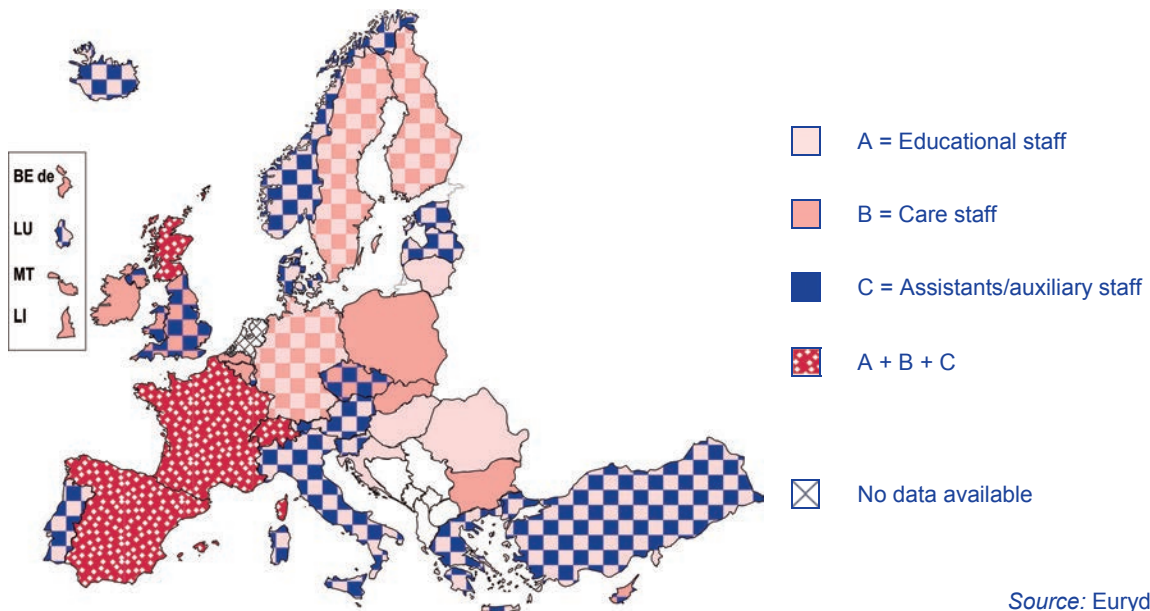 BE de
LU
MT
LI
A = Educational staff
B = Care staff
C = Assistants/auxiliary staff
A + B + C
No data available
Source: Euryd